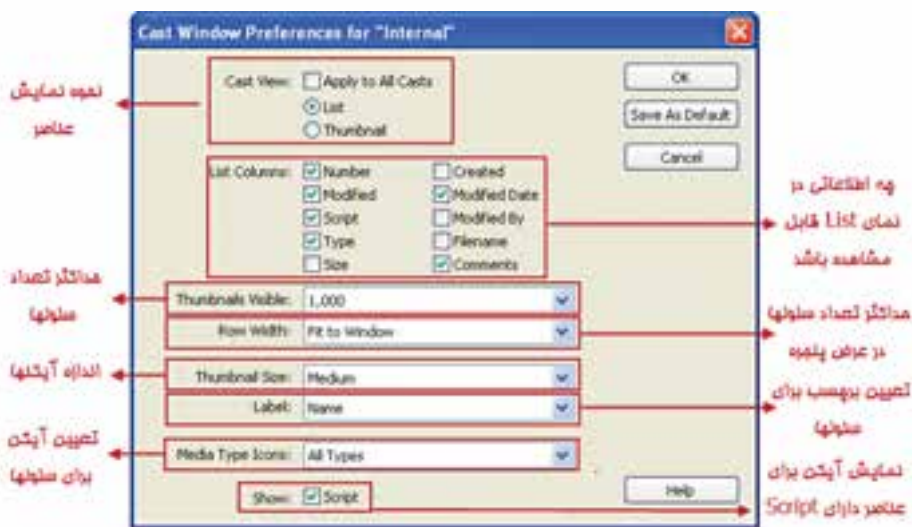 Cast Window Preferences for "Internal"
Cast View: Apply to All Casts
List
Thumbnail
OK
Save As Default
Cancel
نحوه نمایش
عناصر
List Columns: Number Created
Modified Modified Date
Script Modified By
Type Filename
Size Comments
چه اطلاعاتی در
نمای List قابل
مشاهده باشد
Thumbnails Visible: 1,000
حداکثر تعداد
سلولها
Row Width: Fit to Window
حداکثر تعداد سلولها
در عرض پنجره
Thumbnail Size: Medium
اندازه آیکنها
Label: Name
تعیین برچسب برای
سلولها
Media Type Icons: All Types
تعیین آیکن
برای سلولها
Show: Script
Help
نمایش آیکن برای
عناصر دارای Script